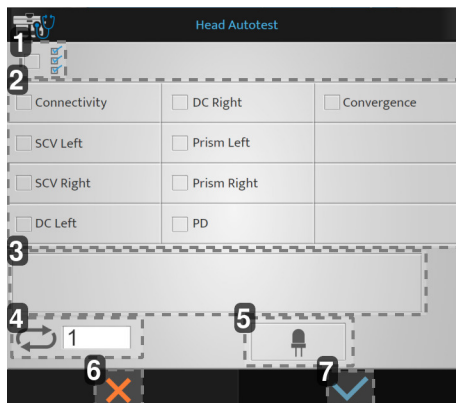 Head Autotest
1
2
Connectivity DC Right Convergence
SCV Left Prism Left
SCV Right Prism Right
DC Left PD
3
4 5
1
6 7